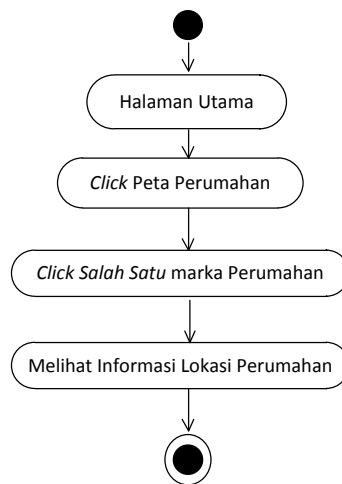 Halaman Utama
Click Peta Perumahan
Click Salah Satu marka Perumahan
Melihat Informasi Lokasi Perumahan